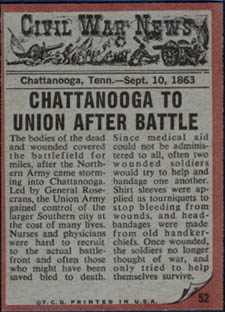 CIVIL WAR NEWS
Chattanooga, Tenn.—Sept. 10, 1863
CHATTANOOGA TO
UNION AFTER BATTLE
The bodies of the dead
and wounded covered
the battlefield for
miles, after the North-
ern Army came storm-
ing into Chattanooga.
Led by General Rose-
crans, the Union Army
gained control of the
larger Southern city at
the cost of many lives.
Nurses and physicians
were hard to recruit
to the actual battle-
front and often those
who might have been
saved bled to death.
Since medical aid
could not be adminis-
tered to all, often two
wounded soldiers
would try to help and
bandage one another.
Shirt sleeves were ap-
plied as tourniquets to
stop bleeding from
wounds, and head-
bandages were made
from old handker-
chiefs. Once wounded,
the soldiers no longer
thought of war, and
only tried to help
themselves survive.
©T.C.G. PRINTED IN U.S.A.
52